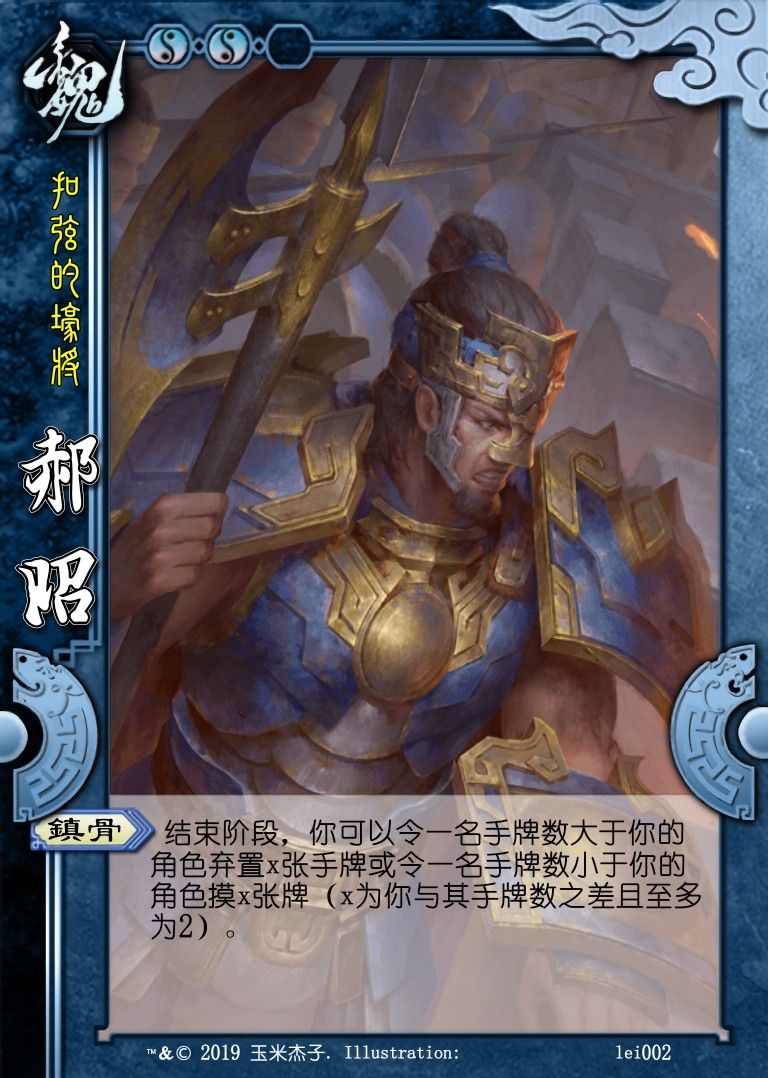 魏
扣弦的壕将
郝昭
鎮骨
结束阶段，你可以令一名手牌数大于你的
角色弃置x张手牌或令一名手牌数小于你的
角色摸x张牌（x为你与其手牌数之差且至多
为2）。
™&© 2019 玉米杰子. Illustration:
lei002